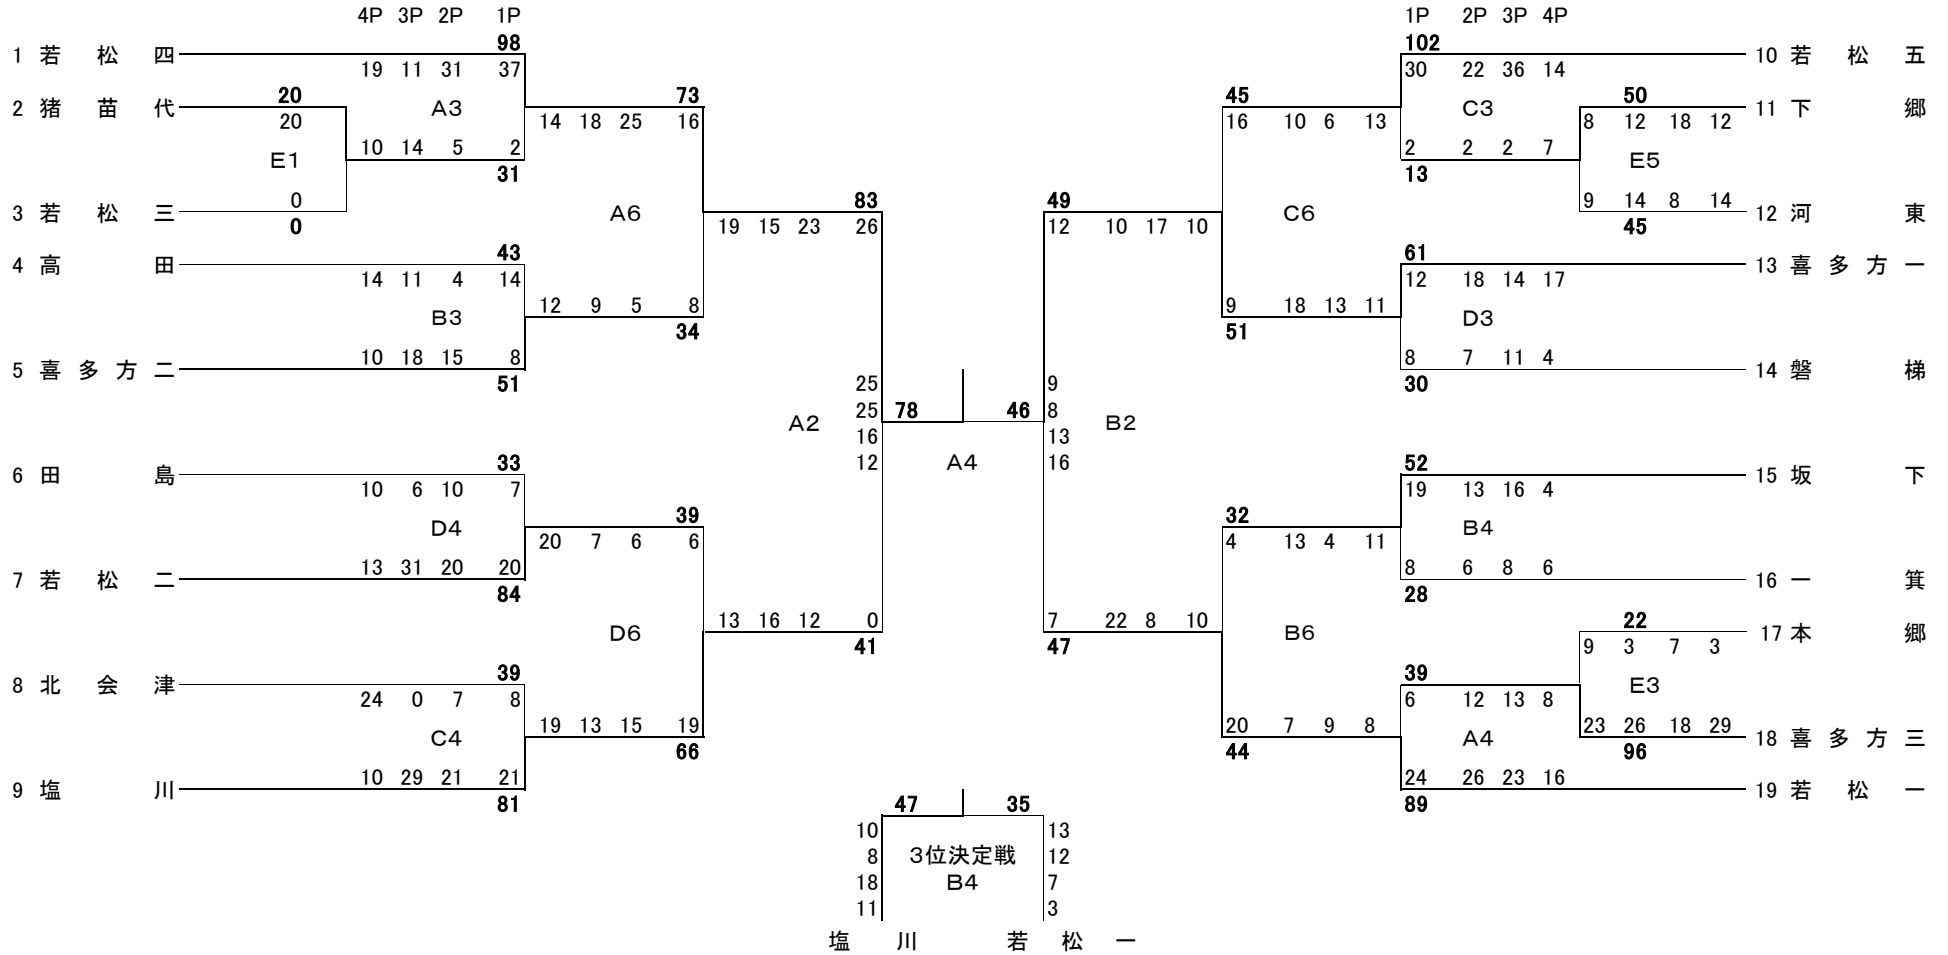 4P 3P 2P 1P 1P 2P 3P 4P
98 102
1 若松四 10 若松五
19 11 31 37 30 22 36 14
20 73 45 50
2 猪苗代 A3 C3 11 下郷
20 14 18 25 16 16 10 6 13 8 12 18 12
10 14 5 2 2 2 2 7
E1 E5
31 13
0 9 14 8 14
83 49
3 若松三 A6 C6 12 河東
0 19 15 23 26 12 10 17 10 45
43 61
4 高田 13 喜多方一
14 11 4 14 12 18 14 17
12 9 5 8 9 18 13 11
B3 D3
34 51
10 18 15 8 8 7 11 4
5 喜多方二 14 磐梯
51 25 9 30
25 78 46 8
A2 B2
16 13
12 A4 16
33 52
6 田島 15 坂下
10 6 10 7 19 13 16 4
39 32
D4 B4
20 7 6 6 4 13 4 11
13 31 20 20 8 6 8 6
7 若松二 16 一箕
84 28
13 16 12 0 7 22 8 10 22
D6 B6 17 本郷
41 47 9 3 7 3
39 39
8 北会津 E3
24 0 7 8 6 12 13 8
19 13 15 19 20 7 9 8 23 26 18 29
C4 A4 18 喜多方三
66 44 96
10 29 21 21 24 26 23 16
9 塩川 19 若松一
81 47 35 89
10 13
8 3位決定戦 12
18 B4 7
11 3
塩川 若松一